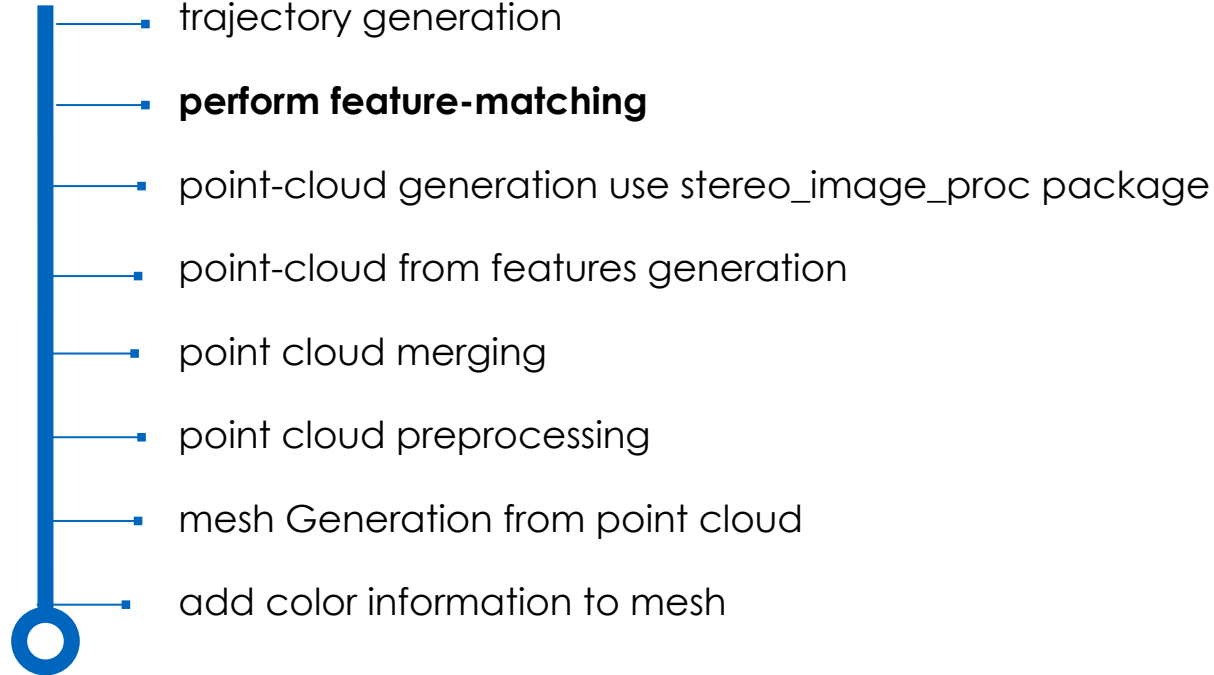 trajectory generation
perform feature-matching
point-cloud generation use stereo_image_proc package
point-cloud from features generation
point cloud merging
point cloud preprocessing
mesh Generation from point cloud
add color information to mesh